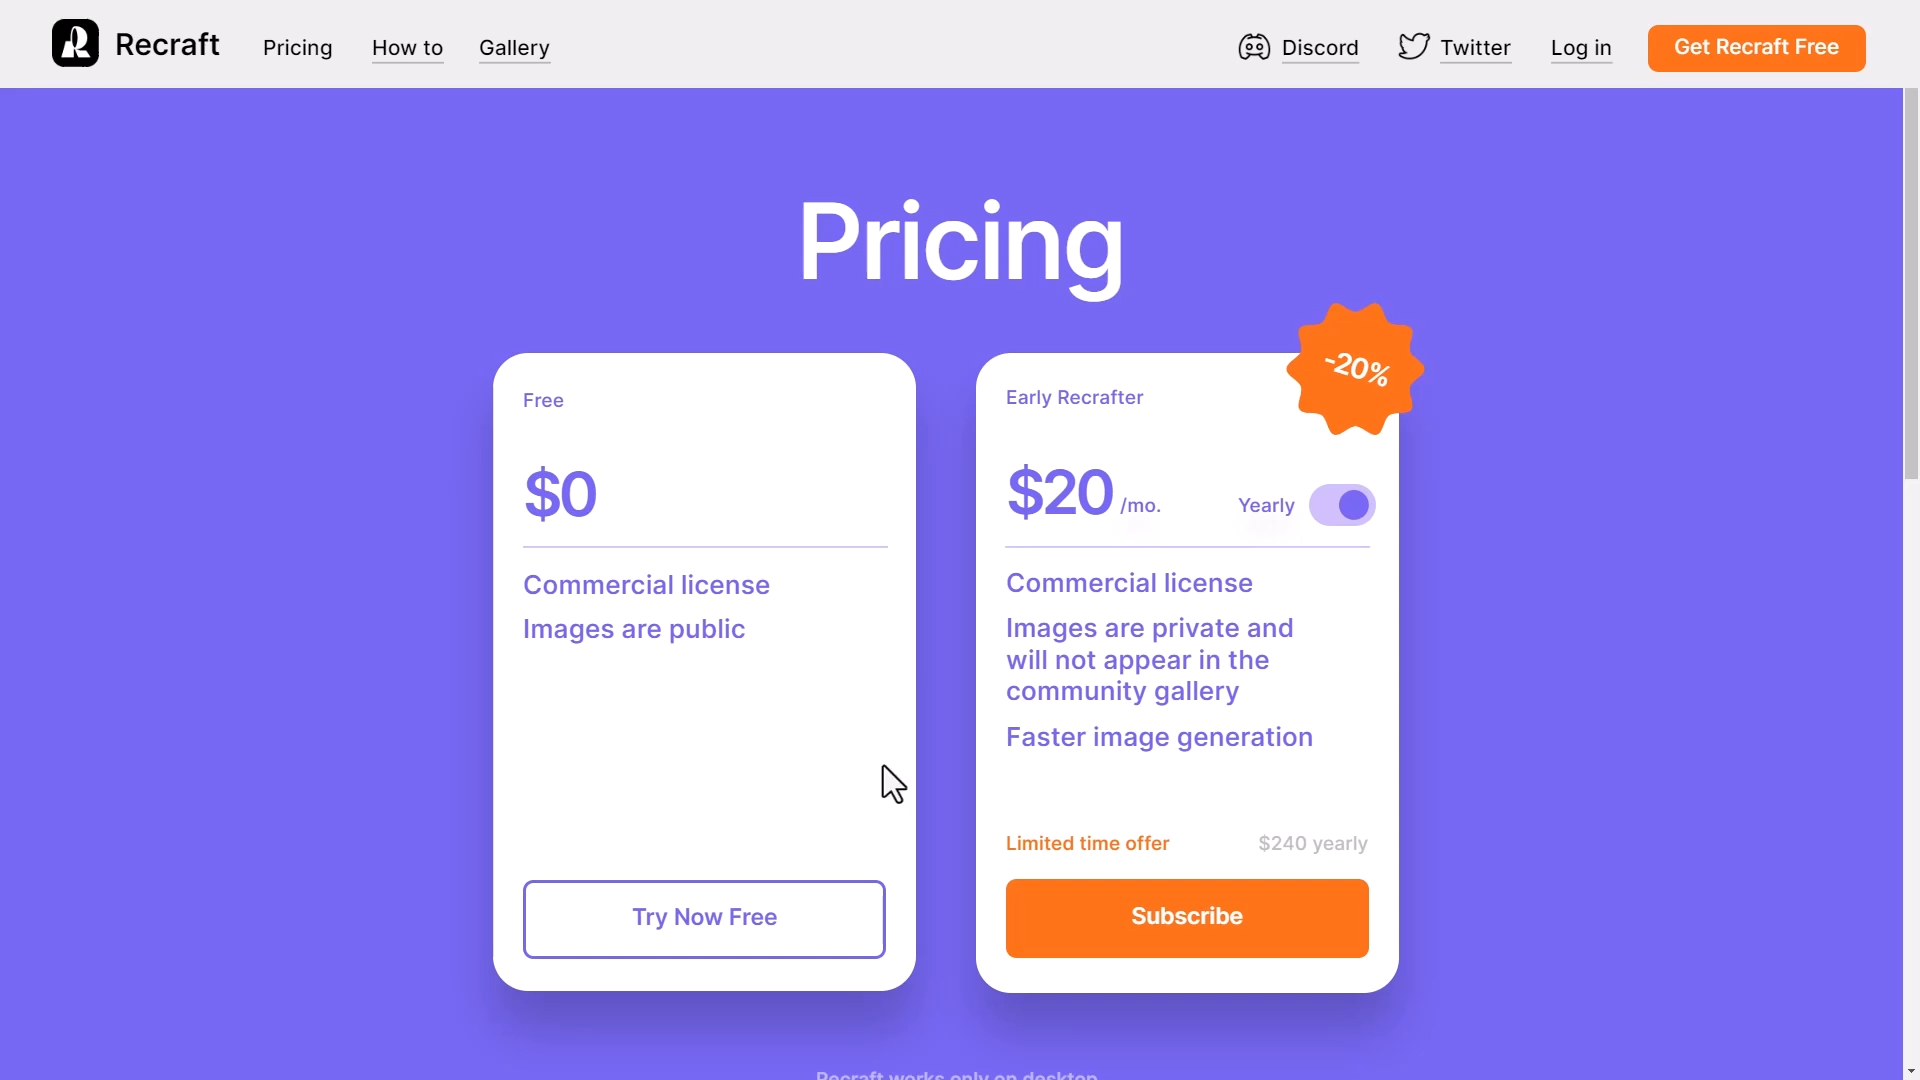 Recraft
Pricing
How to
Gallery
Discord
Twitter
Log in
Get Recraft Free
Pricing
-20%
Free
$0
Commercial license
Images are public
Try Now Free
Early Recrafter
$20 /mo.
Yearly
Commercial license
Images are private and
will not appear in the
community gallery
Faster image generation
Limited time offer
$240 yearly
Subscribe
Recraft works only on desktop